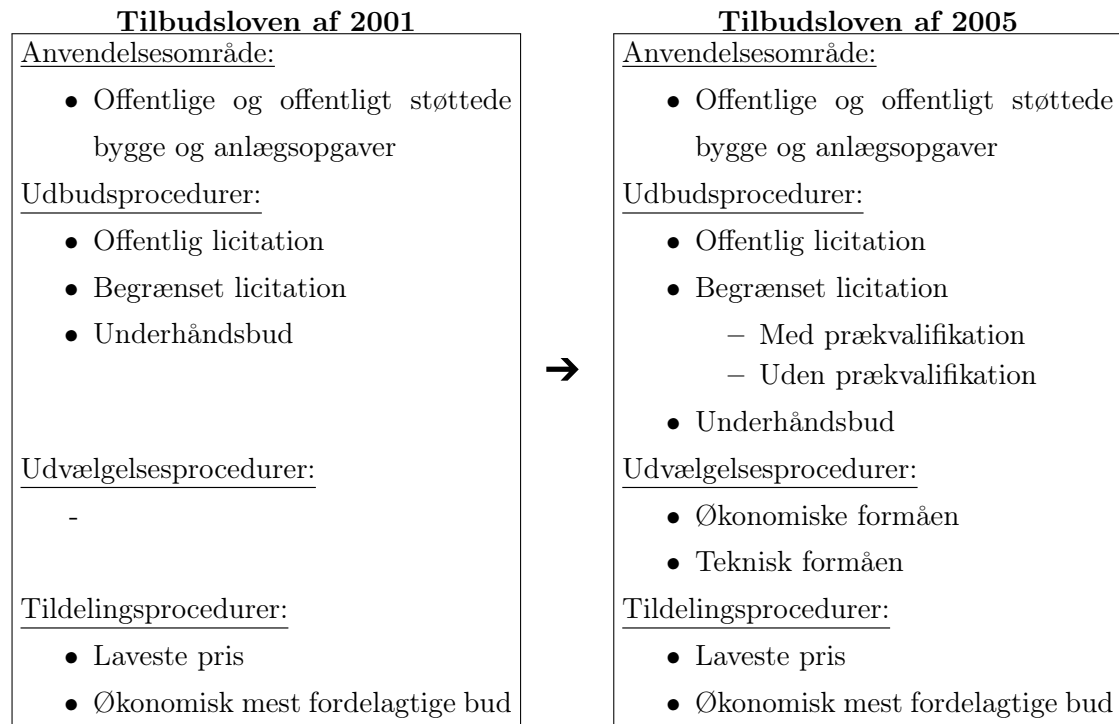 Tilbudsloven af 2001
Anvendelsesområde:
• Offentlige og offentligt støttede
bygge og anlægsopgaver
Udbudsprocedurer:
• Offentlig licitation
• Begrænset licitation
• Underhåndsbud
Udvælgelsesprocedurer:
-
Tildelingsprocedurer:
• Laveste pris
• Økonomisk mest fordelagtige bud
➔
Tilbudsloven af 2005
Anvendelsesområde:
• Offentlige og offentligt støttede
bygge og anlægsopgaver
Udbudsprocedurer:
• Offentlig licitation
• Begrænset licitation
– Med prækvalifikation
– Uden prækvalifikation
• Underhåndsbud
Udvælgelsesprocedurer:
• Økonomiske formåen
• Teknisk formåen
Tildelingsprocedurer:
• Laveste pris
• Økonomisk mest fordelagtige bud